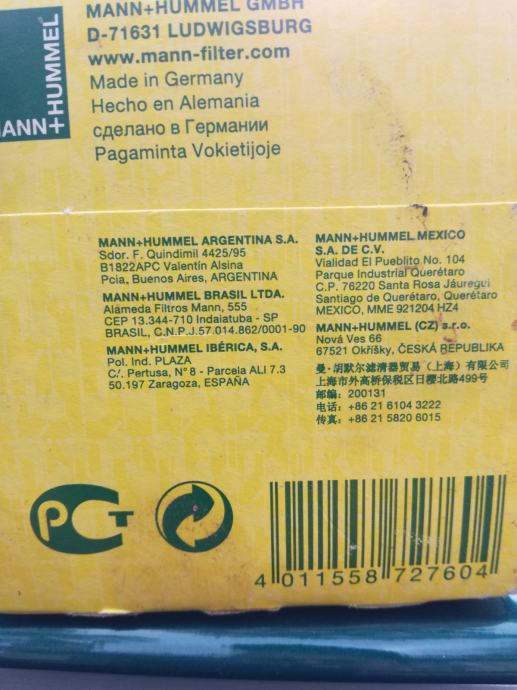 MANN+HUMMEL GMBH
D-71631 LUDWIGSBURG
www.mann-filter.com
Made in Germany
Hecho en Alemania
сделано в Германии
Pagaminta Vokietijoje
MANN+HUMMEL
MANN+HUMMEL ARGENTINA S.A.
Sdor. F. Quindimil 4425/95
B1822APC Valentín Alsina
Pcia, Buenos Aires, ARGENTINA
MANN+HUMMEL BRASIL LTDA.
Alameda Filtros Mann, 555
CEP 13.344-710 Indaiatuba - SP
BRASIL, C.N.P.J.57.014.862/0001-90
MANN+HUMMEL IBÉRICA, S.A.
Pol. Ind. PLAZA
C/. Pertusa, N° 8 - Parcela ALI 7.3
50.197 Zaragoza, ESPAÑA
MANN+HUMMEL MEXICO
S.A. DE C.V.
Vialidad El Pueblito No. 104
Parque Industrial Querétaro
C.P. 76220 Santa Rosa Jáuregui
Santiago de Querétaro, Querétaro
MEXICO, MME 921204 HZ4
MANN+HUMMEL (CZ) s.r.o.
Nová Ves 66
67521 Okříšky, ČESKÁ REPUBLIKA
曼·胡默尔滤清器贸易（上海）有限公司
上海市外高桥保税区日樱北路499号
邮编：200131
电话：+86 21 6104 3222
传真：+86 21 5820 6015
РСТ
4 011558 727604